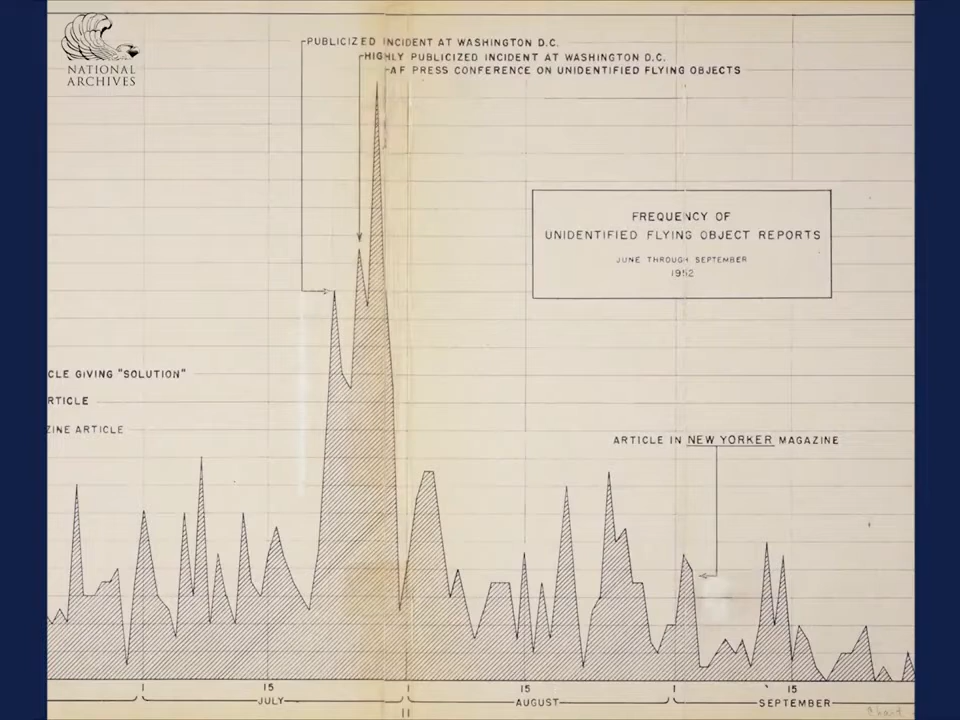 NATIONAL
ARCHIVES
PUBLICIZED INCIDENT AT WASHINGTON D.C.
HIGHLY PUBLICIZED INCIDENT AT WASHINGTON D.C.
AF PRESS CONFERENCE ON UNIDENTIFIED FLYING OBJECTS
FREQUENCY OF
UNIDENTIFIED FLYING OBJECT REPORTS
JUNE THROUGH SEPTEMBER
1952
CLE GIVING "SOLUTION"
RTICLE
ZINE ARTICLE
ARTICLE IN NEW YORKER MAGAZINE
1 15 1 15 1 15
JULY AUGUST SEPTEMBER
11